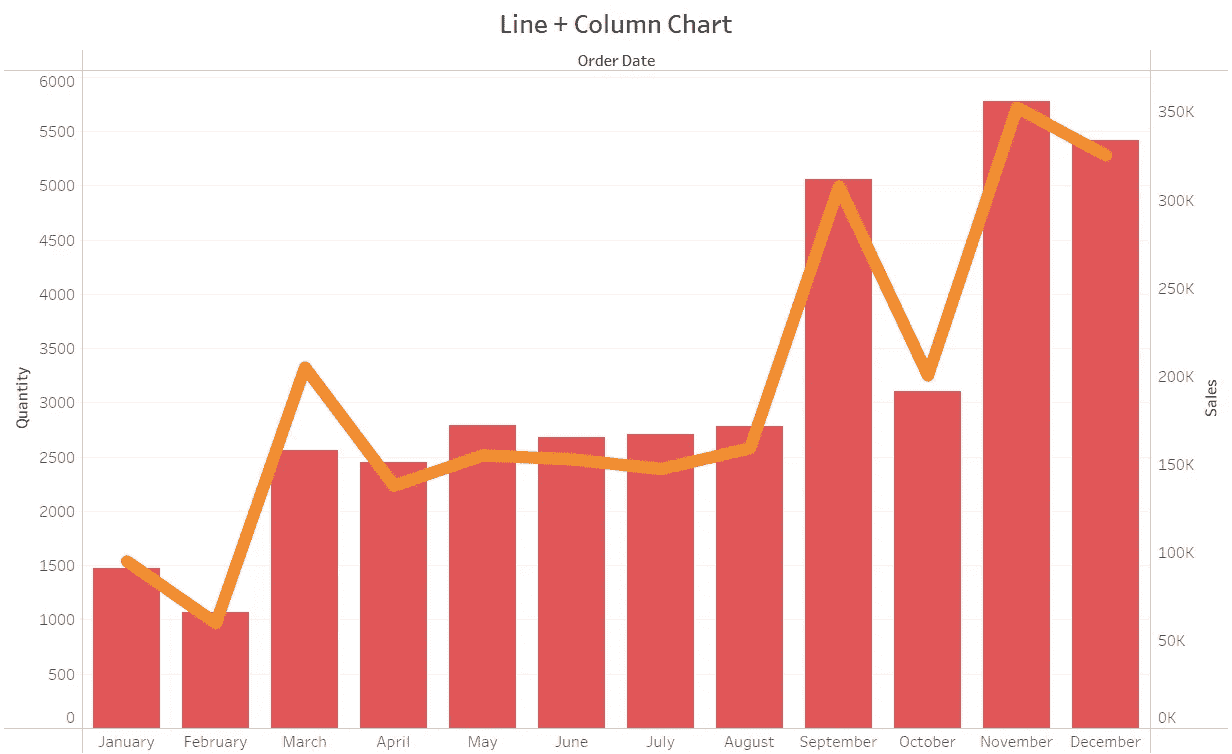 Line + Column Chart
Order Date
6000
5500
5000
4500
4000
3500
3000
2500
2000
1500
1000
500
0
Quantity
350K
300K
250K
200K
150K
100K
50K
0K
Sales
January February March April May June July August September October November December